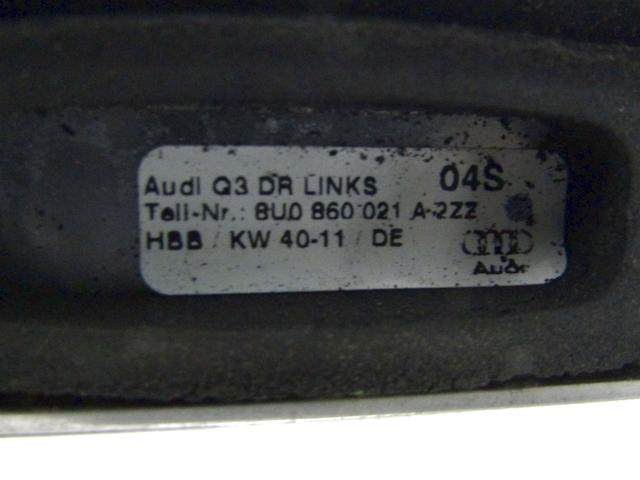 Audi Q3 DR LINKS 04S
Teil-Nr.: 8U0 860 021 A 2ZZ
HBB / KW 40-11 / DE
Audi